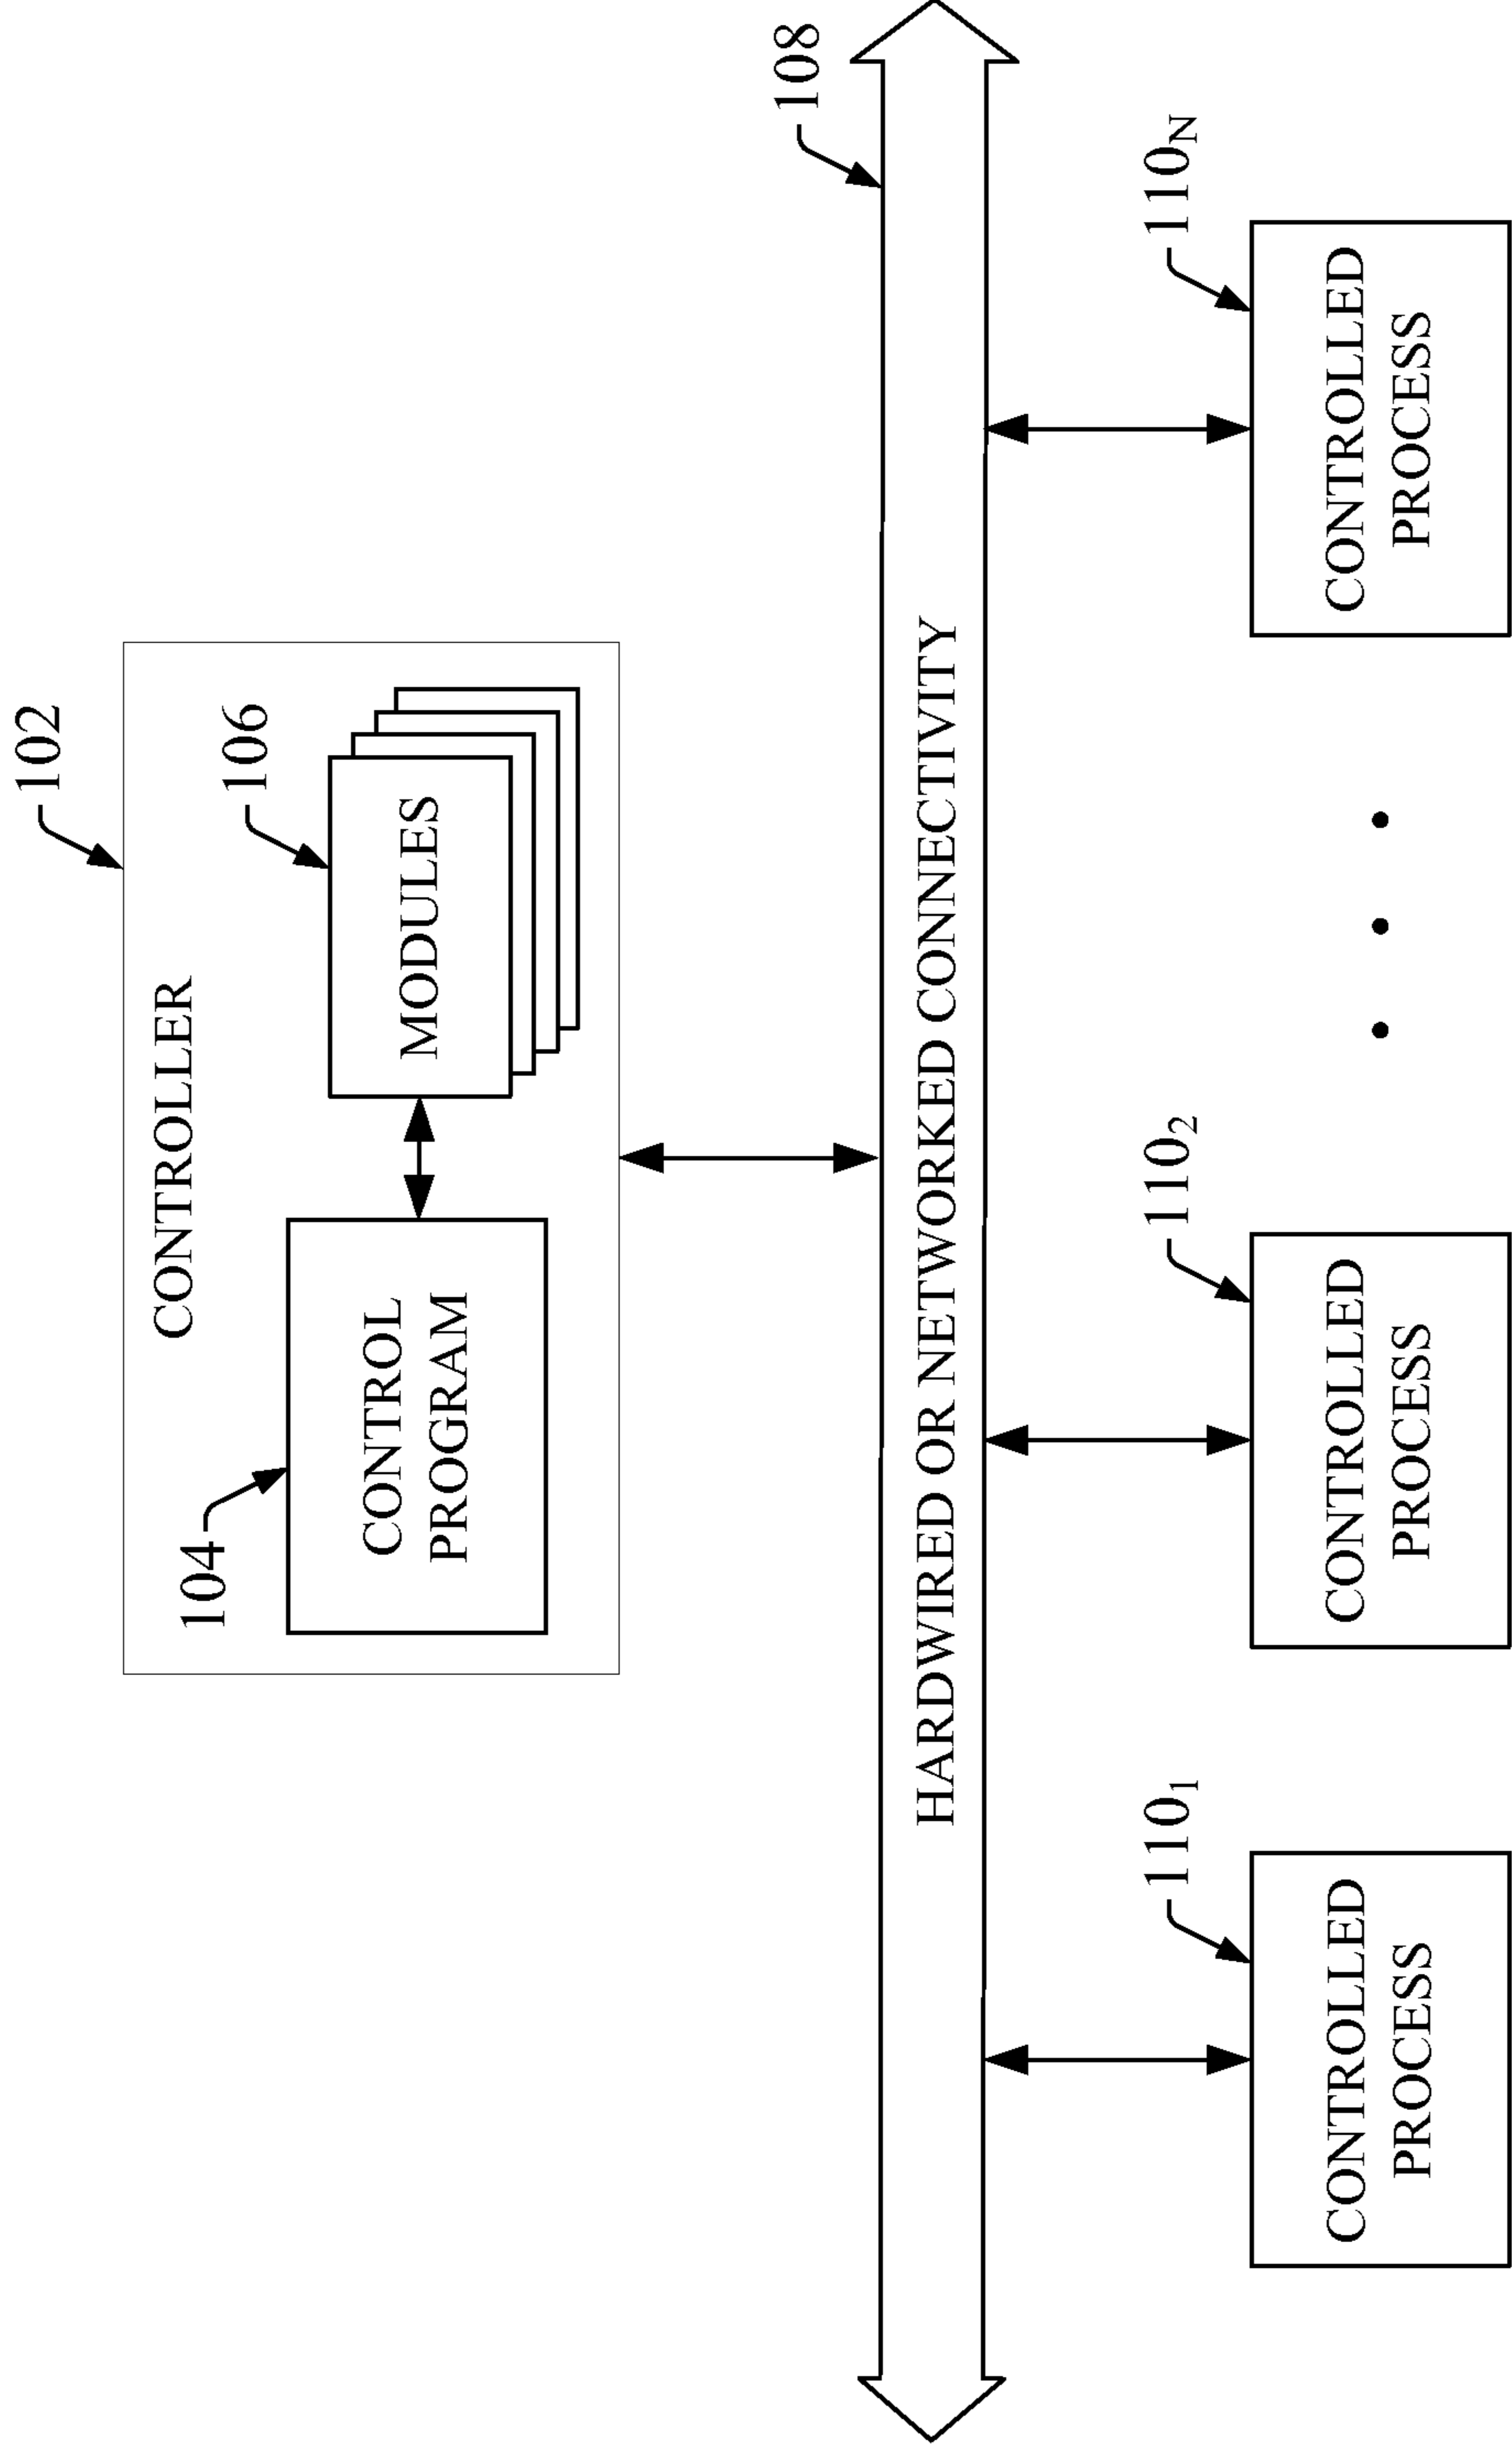 102
CONTROLLER
104
106
CONTROL
PROGRAM
MODULES
108
HARDWIRED OR NETWORKED CONNECTIVITY
110₁
110₂
110N
CONTROLLED
PROCESS
CONTROLLED
PROCESS
CONTROLLED
PROCESS